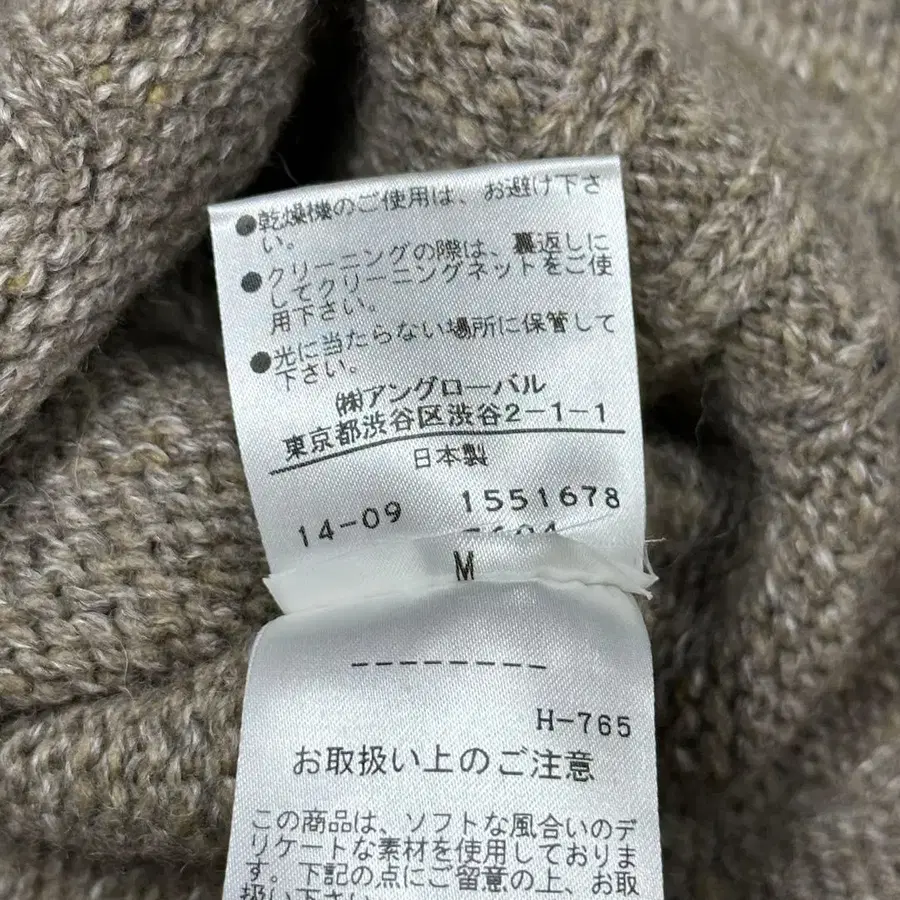 ●乾燥機のご使用は、お避け下さ
い。
●クリーニングの際は、裏返しに
してクリーニングネットをご使
用下さい。
●光に当たらない場所に保管して
下さい。
㈱アングローバル
東京都渋谷区渋谷2-1-1
日本製
14-09 1551678
M
--------
H-765
お取扱い上のご注意
この商品は、ソフトな風合いのデ
リケートな素材を使用しておりま
す。下記の点にご留意の上、お取
扱い下さい。